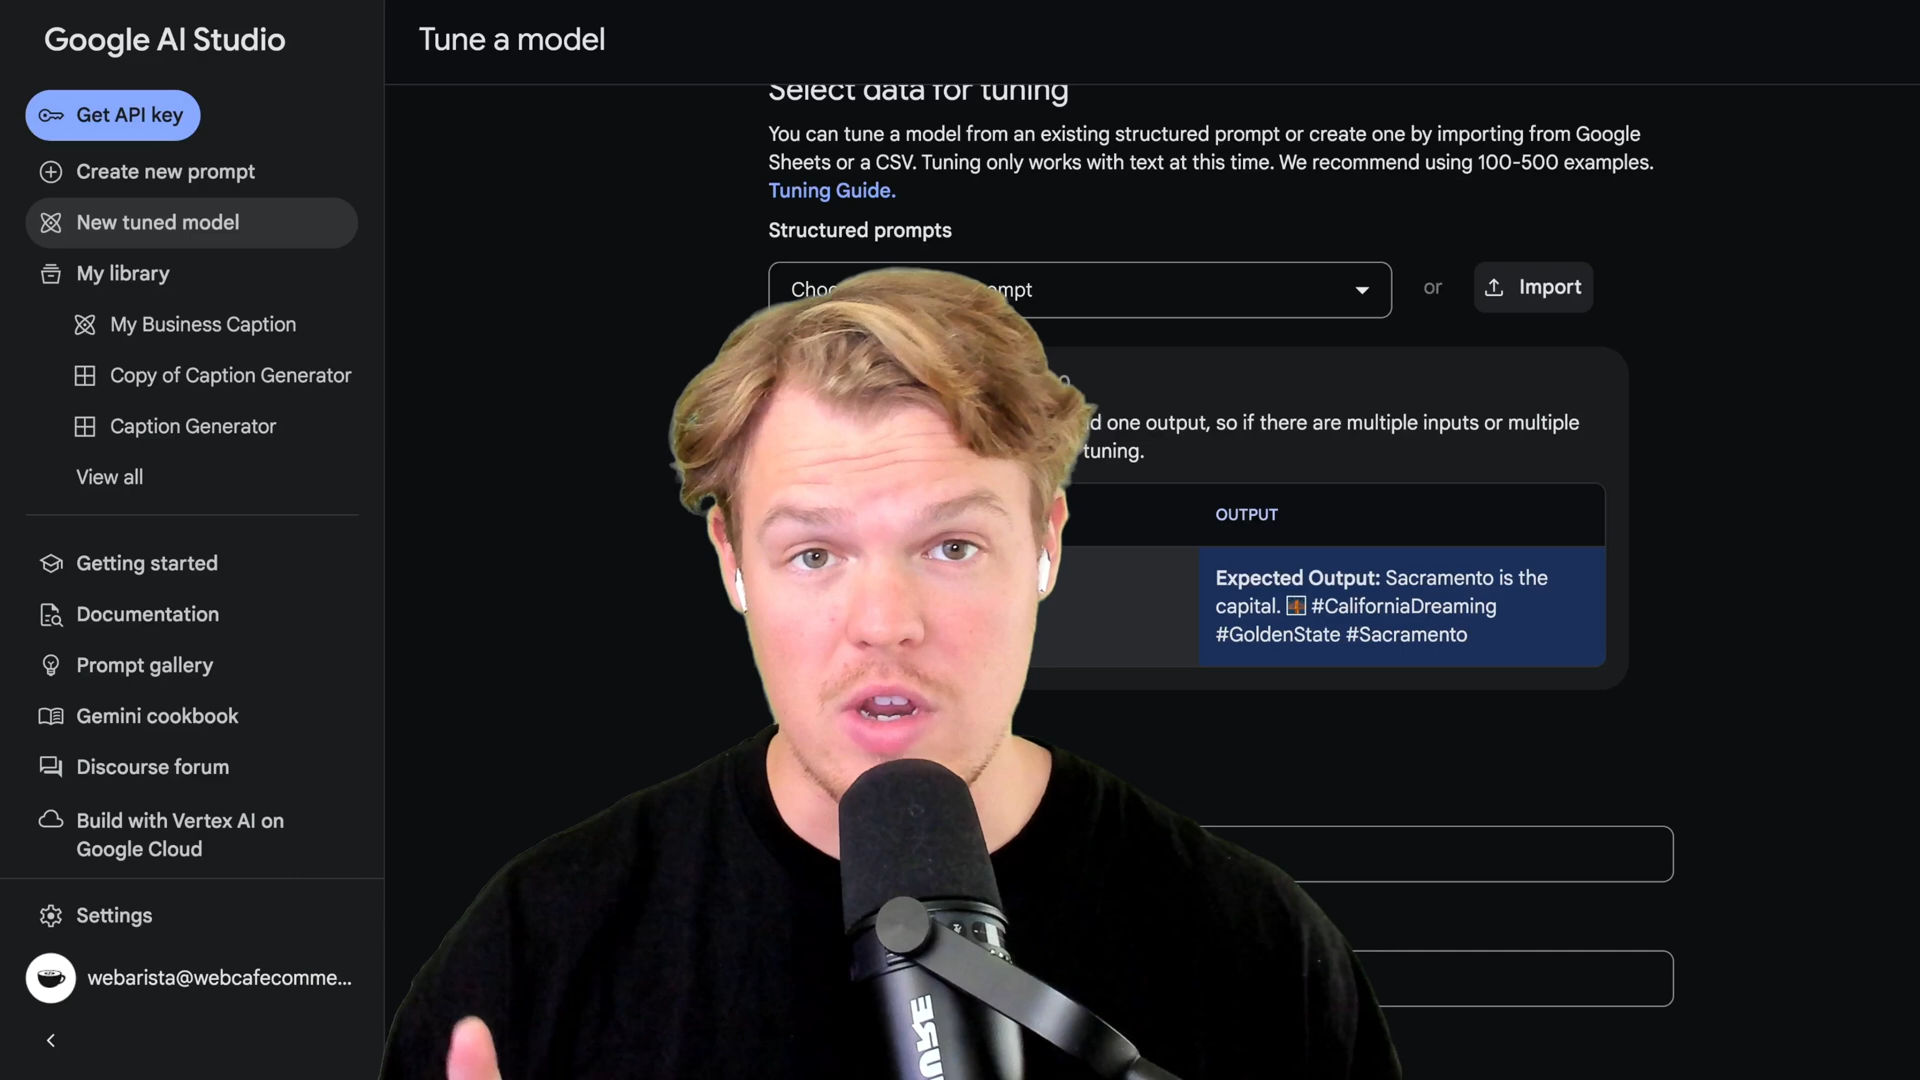 Google AI Studio
Get API key
Create new prompt
New tuned model
My library
My Business Caption
Copy of Caption Generator
Caption Generator
View all
Getting started
Documentation
Prompt gallery
Gemini cookbook
Discourse forum
Build with Vertex AI on
Google Cloud
Settings
webarista@webcafecomme...
Tune a model
Select data for tuning
You can tune a model from an existing structured prompt or create one by importing from Google
Sheets or a CSV. Tuning only works with text at this time. We recommend using 100-500 examples.
Tuning Guide.
Structured prompts
or
Import
one output, so if there are multiple inputs or multiple
tuning.
OUTPUT
Expected Output: Sacramento is the
capital. #CaliforniaDreaming
#GoldenState #Sacramento